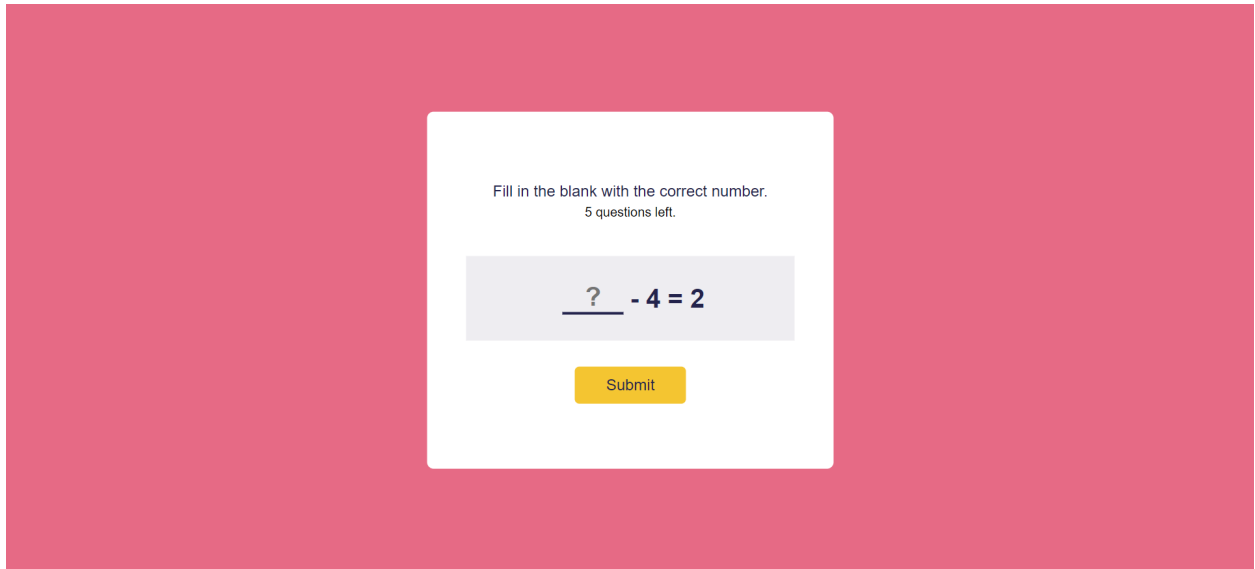 Fill in the blank with the correct number.
5 questions left.
? - 4 = 2
Submit